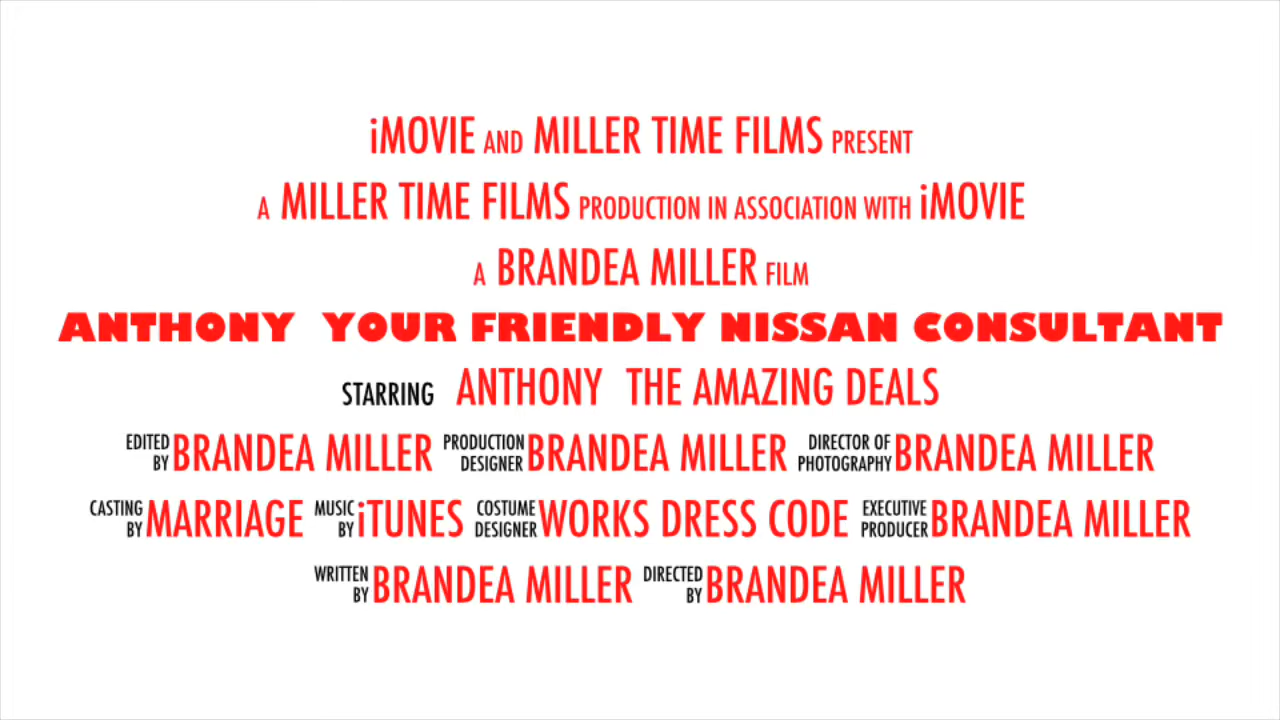 iMOVIE AND MILLER TIME FILMS PRESENT
A MILLER TIME FILMS PRODUCTION IN ASSOCIATION WITH iMOVIE
A BRANDEA MILLER FILM
ANTHONY YOUR FRIENDLY NISSAN CONSULTANT
STARRING ANTHONY THE AMAZING DEALS
EDITED BY BRANDEA MILLER PRODUCTION DESIGNER BRANDEA MILLER DIRECTOR OF PHOTOGRAPHY BRANDEA MILLER
CASTING BY MARRIAGE MUSIC BY iTUNES COSTUME DESIGNER WORKS DRESS CODE EXECUTIVE PRODUCER BRANDEA MILLER
WRITTEN BY BRANDEA MILLER DIRECTED BY BRANDEA MILLER